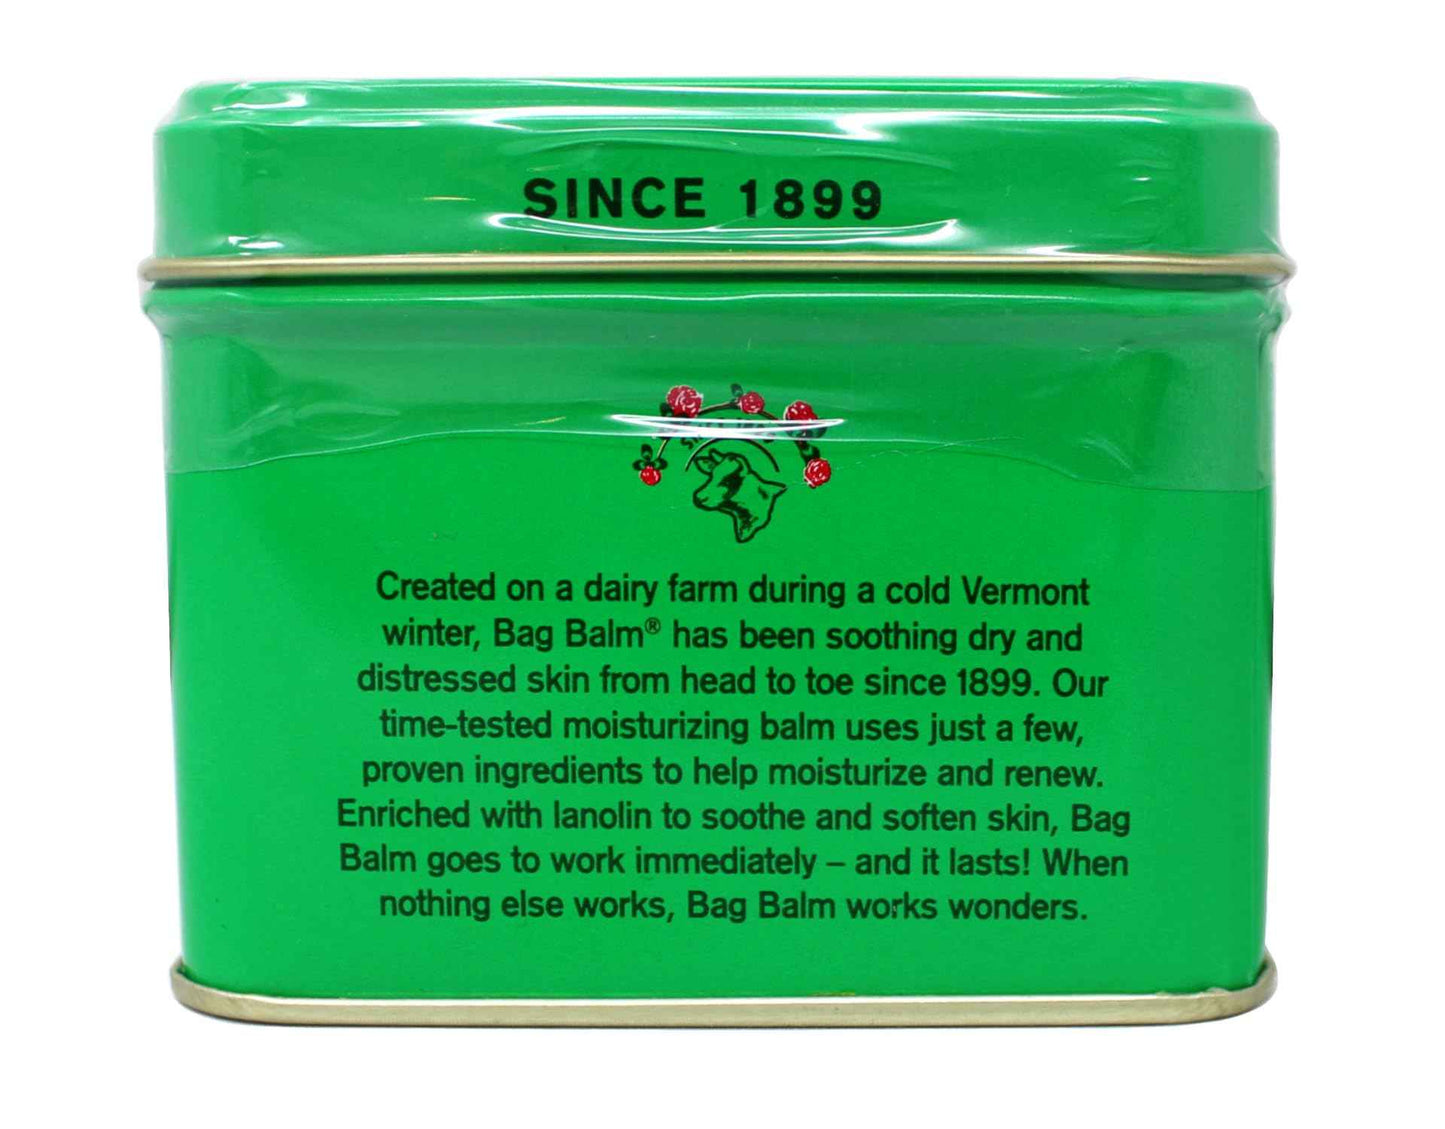 SINCE 1899
Created on a dairy farm during a cold Vermont
winter, Bag Balm® has been soothing dry and
distressed skin from head to toe since 1899. Our
time-tested moisturizing balm uses just a few,
proven ingredients to help moisturize and renew.
Enriched with lanolin to soothe and soften skin, Bag
Balm goes to work immediately – and it lasts! When
nothing else works, Bag Balm works wonders.